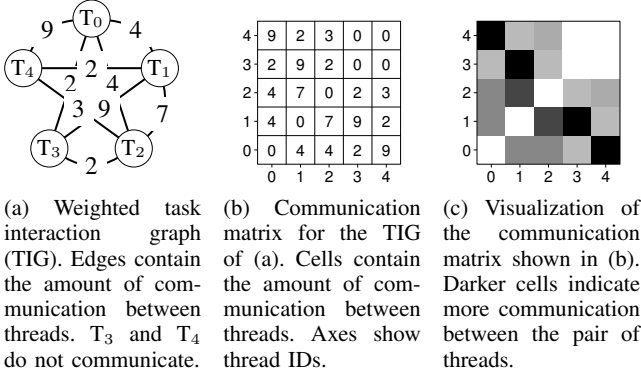 T₀
9 4
T₄ 2 T₁
2 4
3 9 7
T₃ 2 T₂
4 9 2 3 0 0
3 2 9 2 0 0
2 4 7 0 2 3
1 4 0 7 9 2
0 0 4 4 2 9
0 1 2 3 4
4
3
2
1
0
0 1 2 3 4
(a) Weighted task
interaction graph
(TIG). Edges contain
the amount of com-
munication between
threads. T₃ and T₄
do not communicate.
(b) Communication
matrix for the TIG
of (a). Cells contain
the amount of com-
munication between
threads. Axes show
thread IDs.
(c) Visualization of
the communication
matrix shown in (b).
Darker cells indicate
more communication
between the pair of
threads.